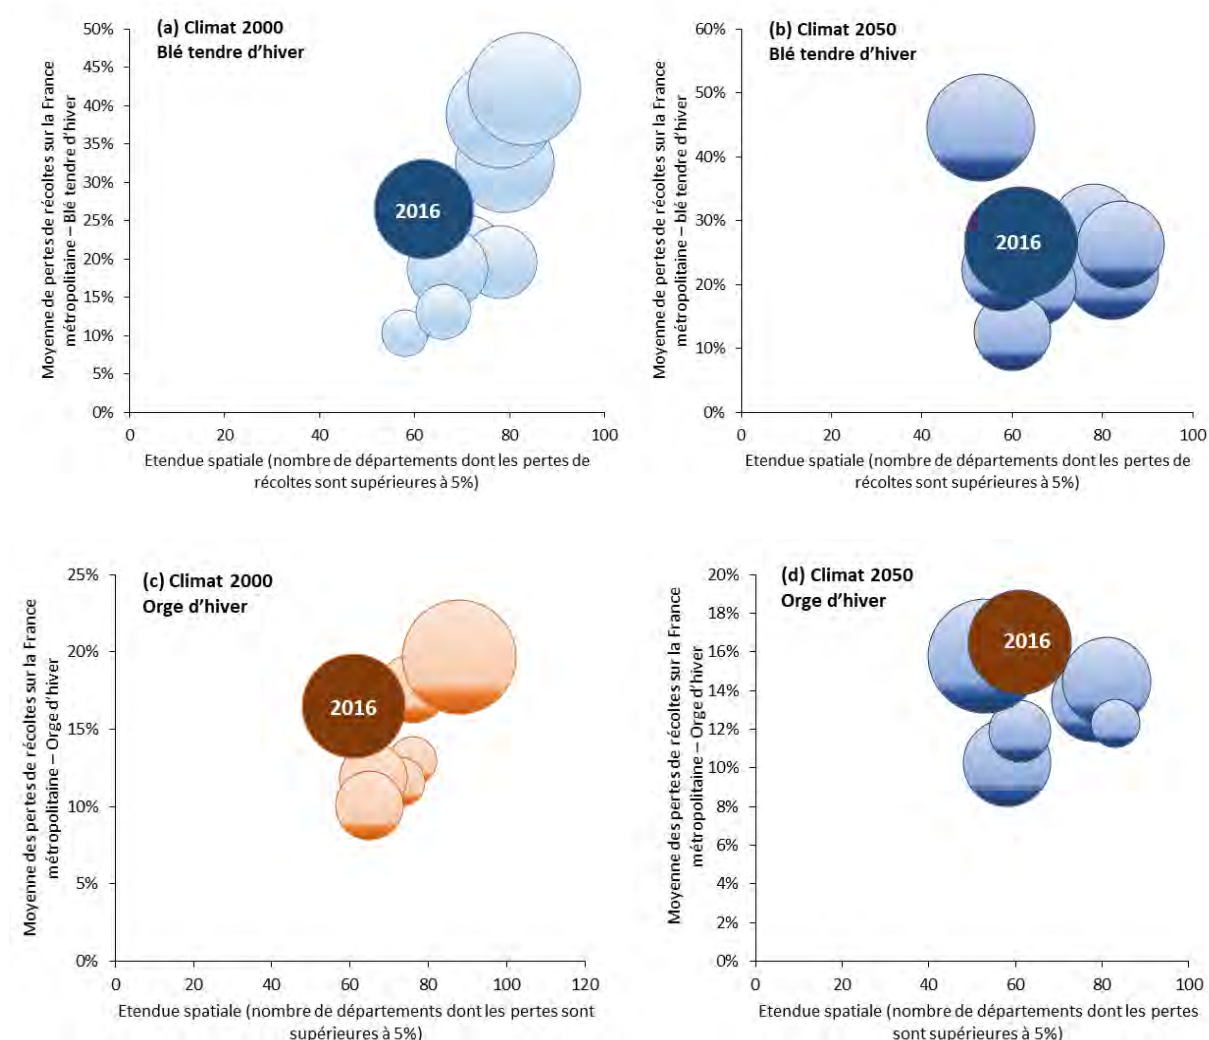 (a) Climat 2000
Blé tendre d'hiver
Moyenne de pertes de récoltes sur la France
métropolitaine – Blé tendre d'hiver
50%
45%
40%
35%
30%
25%
20%
15%
10%
5%
0%
2016
0 20 40 60 80 100
Etendue spatiale (nombre de départements dont les pertes de
récoltes sont supérieures à 5%)
(b) Climat 2050
Blé tendre d'hiver
Moyenne de pertes de récoltes sur la France
métropolitaine – blé tendre d'hiver
60%
50%
40%
30%
20%
10%
0%
2016
0 20 40 60 80 100
Etendue spatiale (nombre de départements dont les pertes de
récoltes sont supérieures à 5%)
(c) Climat 2000
Orge d'hiver
Moyenne des pertes de récoltes sur la France
métropolitaine – Orge d'hiver
25%
20%
15%
10%
5%
0%
2016
0 20 40 60 80 100 120
Etendue spatiale (nombre de départements dont les pertes sont
supérieures à 5%)
(d) Climat 2050
Orge d'hiver
Moyenne des pertes de récoltes sur la France
métropolitaine – Orge d'hiver
20%
18%
16%
14%
12%
10%
8%
6%
4%
2%
0%
2016
0 20 40 60 80 100
Etendue spatiale (nombre de départements dont les pertes
sont supérieures à 5%)